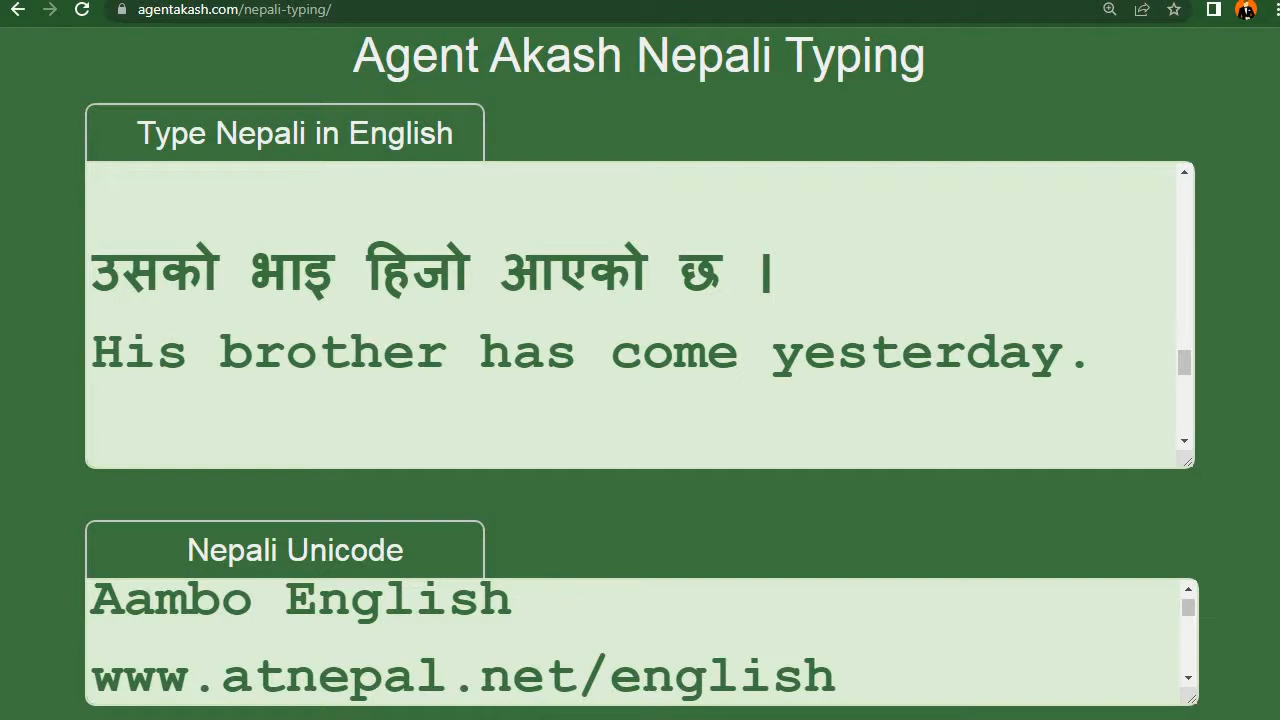 agentakash.com/nepali-typing/
Agent Akash Nepali Typing
Type Nepali in English
उसको भाइ हिजो आएको छ ।
His brother has come yesterday.
Nepali Unicode
Aambo English
www.atnepal.net/english